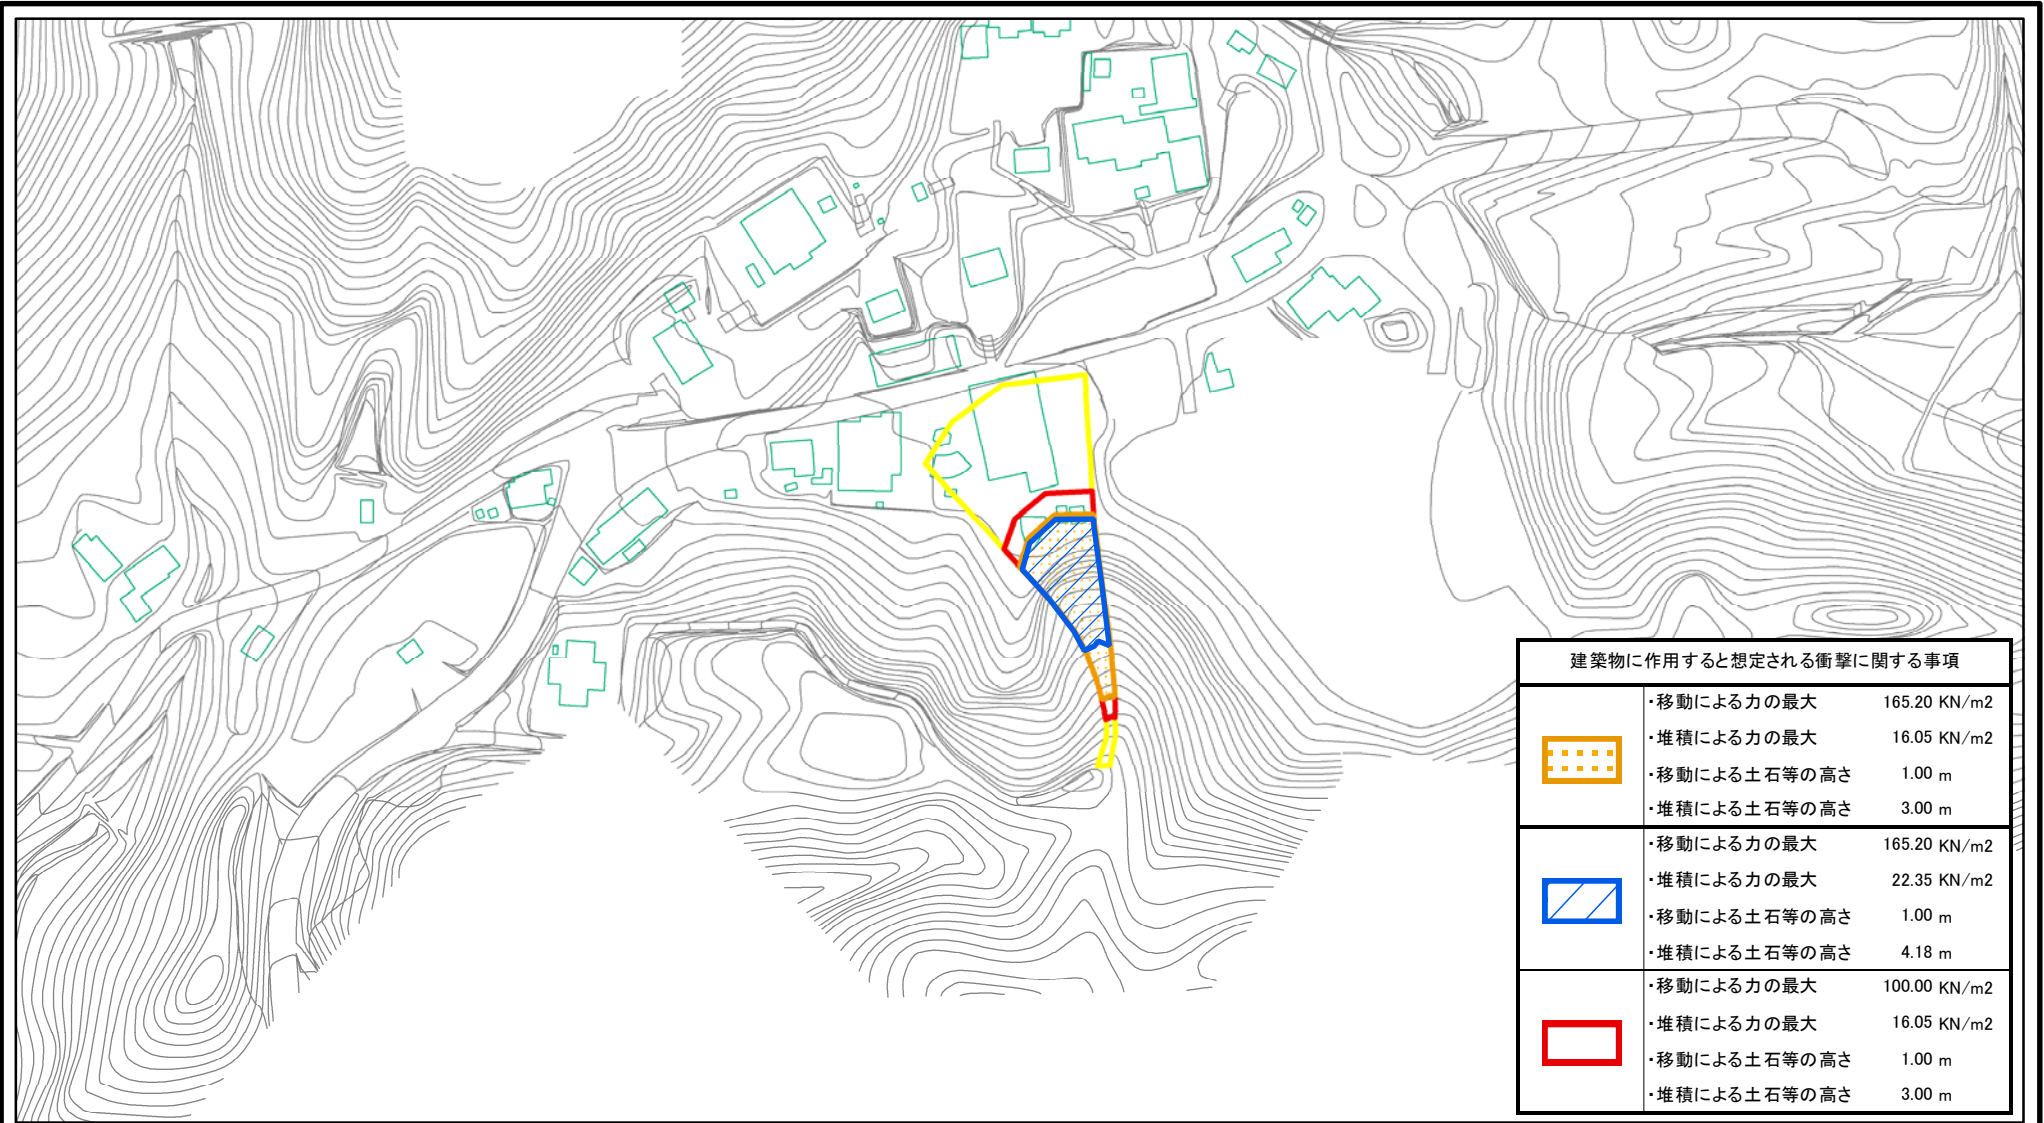 建築物に作用すると想定される衝撃に関する事項
・移動による力の最大 165.20 KN/m2
・堆積による力の最大 16.05 KN/m2
・移動による土石等の高さ 1.00 m
・堆積による土石等の高さ 3.00 m
・移動による力の最大 165.20 KN/m2
・堆積による力の最大 22.35 KN/m2
・移動による土石等の高さ 1.00 m
・堆積による土石等の高さ 4.18 m
・移動による力の最大 100.00 KN/m2
・堆積による力の最大 16.05 KN/m2
・移動による土石等の高さ 1.00 m
・堆積による土石等の高さ 3.00 m